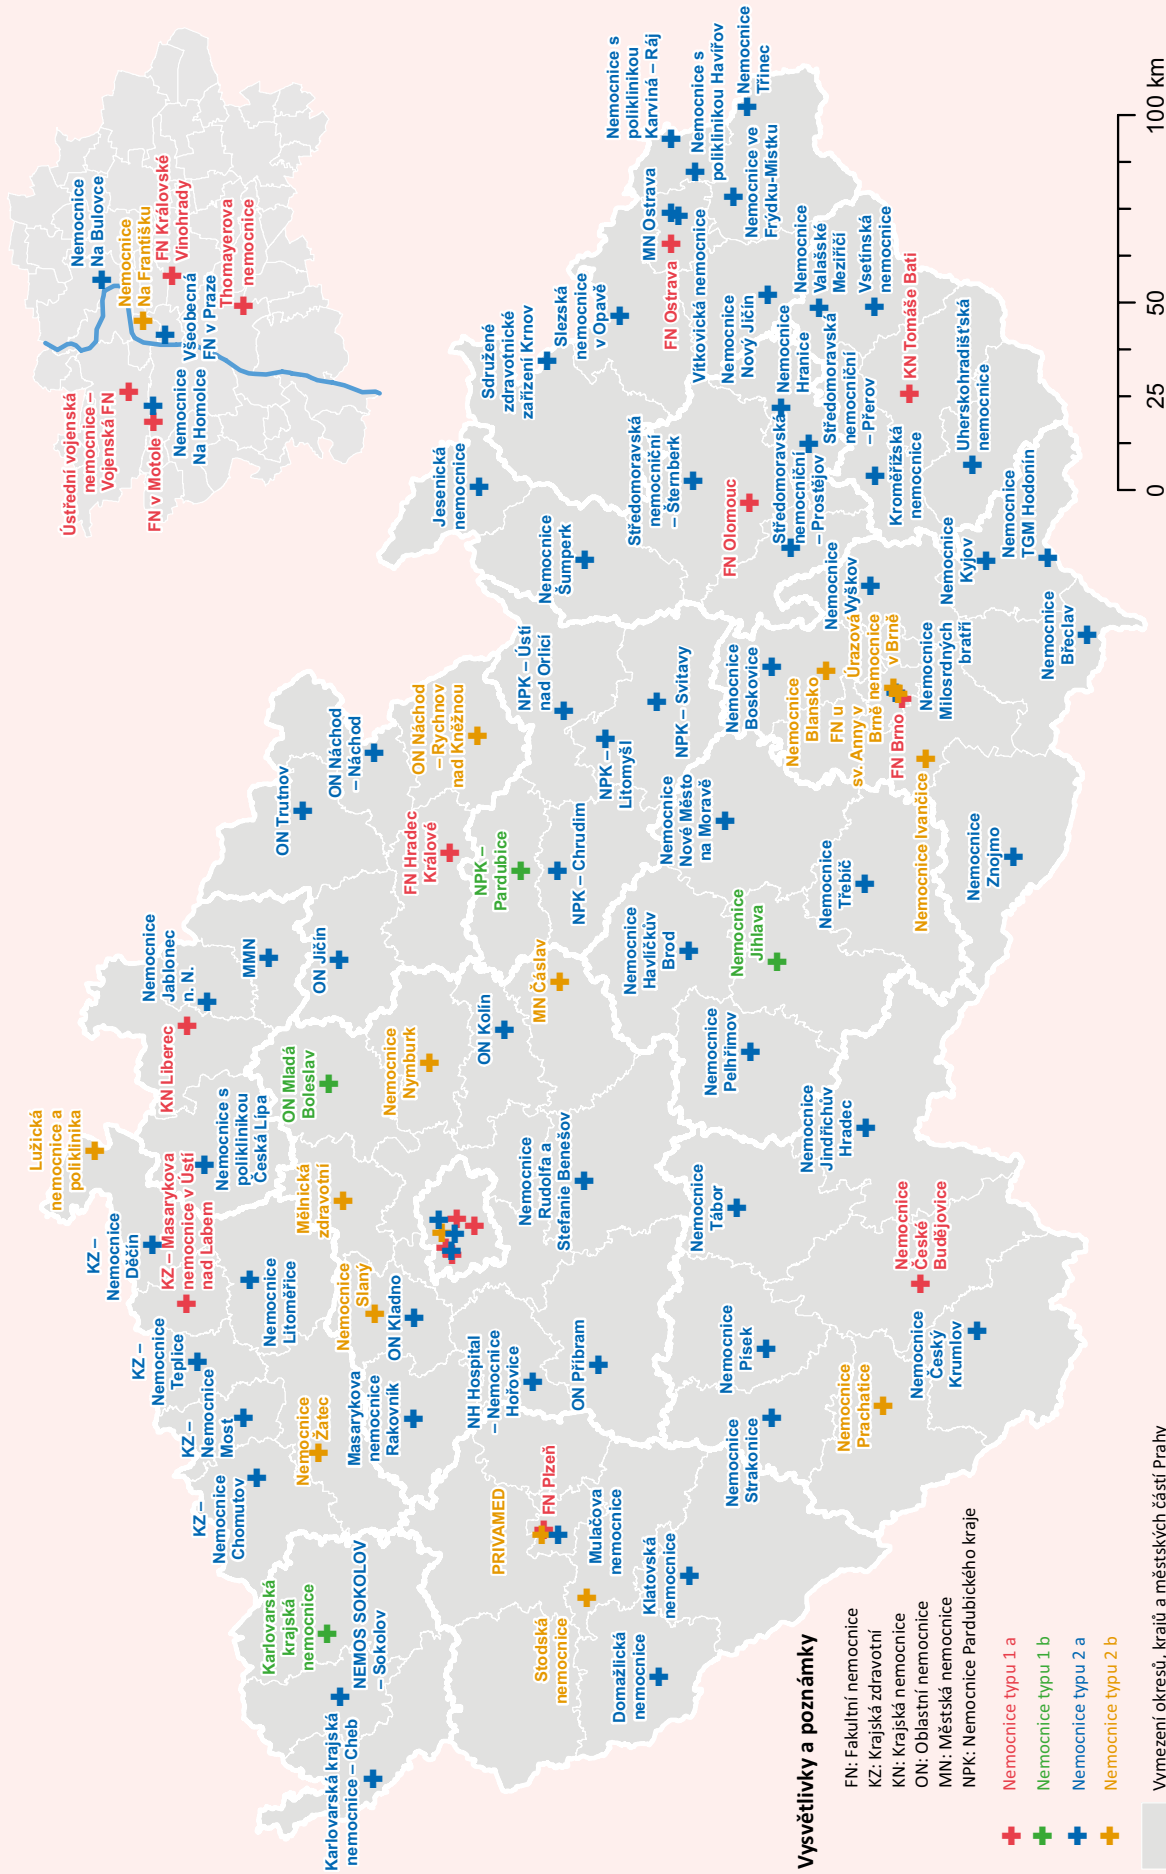 Karlovarská krajská
nemocnice – Cheb
NEMOS SOKOLOV
– Sokolov
Karlovarská
krajská
nemocnice
KZ –
Nemocnice
Chomutov
KZ –
Nemocnice
Most
KZ –
Nemocnice
Teplice
KZ –
Nemocnice
Děčín
KZ – Masarykova
nemocnice v Ústí
nad Labem
Lužická
nemocnice a
poliklinika
Nemocnice
Litoměřice
Nemocnice
Žatec
Nemocnice s
poliklinikou
Česká Lípa
KN Liberec
Nemocnice
Jablonec
n. N.
MMN
ON Jičín
ON Trutnov
ON Náchod
– Náchod
ON Náchod
– Rychnov
nad Kněžnou
FN Hradec
Králové
ON Mladá
Boleslav
Mělnická
zdravotní
Nemocnice
Slaný
ON Kladno
Masarykova
nemocnice
Rakovník
NH Hospital
– Nemocnice
Hořovice
ON Příbram
Nemocnice
Rudolfa a
Stefanie Benešov
Nemocnice
Nymburk
ON Kolín
MN Čáslav
NPK –
Pardubice
NPK – Chrudim
NPK –
Litomyšl
NPK – Ústí
nad Orlicí
NPK – Svitavy
PRIVAMED
FN Plzeň
Mulačova
nemocnice
Stodská
nemocnice
Domažlická
nemocnice
Klatovská
nemocnice
Nemocnice
Strakonice
Nemocnice
Písek
Nemocnice
Prachatice
Nemocnice
Český
Krumlov
Nemocnice
České
Budějovice
Nemocnice
Tábor
Nemocnice
Jindřichův
Hradec
Nemocnice
Pelhřimov
Nemocnice
Havlíčkův
Brod
Nemocnice
Jihlava
Nemocnice
Třebíč
Nemocnice
Nové Město
na Moravě
Nemocnice
Znojmo
Nemocnice Ivančice
FN Brno
FN u
sv. Anny v
Brně
Úrazová
nemocnice
v Brně
Nemocnice
Milosrdných
bratří
Nemocnice
Blansko
Nemocnice
Boskovice
Nemocnice
Vyškov
Nemocnice
Břeclav
Nemocnice
TGM Hodonín
Nemocnice
Kyjov
Nemocnice
Šumperk
Jesenická
nemocnice
Středomoravská
nemocniční
– Šternberk
FN Olomouc
Středomoravská
nemocniční
– Prostějov
Středomoravská
nemocniční
– Přerov
Nemocnice
Hranice
Kroměřížská
nemocnice
Uherskohradišťská
nemocnice
KN Tomáše Bati
Vsetínská
nemocnice
Nemocnice
Valašské
Meziříčí
Nemocnice
Nový Jičín
Sdružené
zdravotnické
zařízení Krnov
Slezská
nemocnice
v Opavě
FN Ostrava
MN Ostrava
Vítkovická nemocnice
Nemocnice ve
Frýdku-Místku
Nemocnice s
poliklinikou Havířov
Nemocnice s
poliklinikou
Karviná – Ráj
Nemocnice
Třinec
Ústřední vojenská
nemocnice –
Vojenská FN
FN v Motole
Nemocnice
Na Homolce
Nemocnice
Na Bulovce
Nemocnice
Na Františku
FN Královské
Vinohrady
Všeobecná
FN v Praze
Thomayerova
nemocnice
0 25 50 100 km
Vysvětlivky a poznámky
FN: Fakultní nemocnice
KZ: Krajská zdravotní
KN: Krajská nemocnice
ON: Oblastní nemocnice
MN: Městská nemocnice
NPK: Nemocnice Pardubického kraje
Nemocnice typu 1 a
Nemocnice typu 1 b
Nemocnice typu 2 a
Nemocnice typu 2 b
Vymezení okresů, krajů a městských částí Prahy